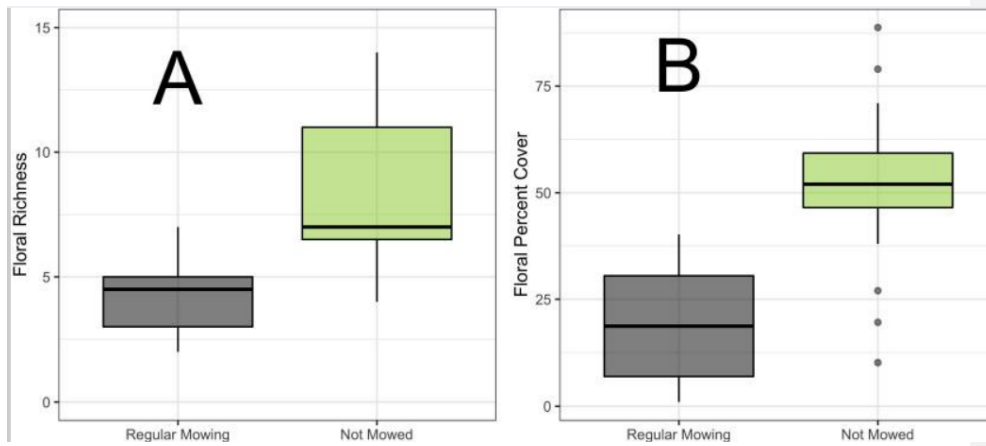 A
Floral Richness
15
10
5
0
Regular Mowing
Not Mowed
B
Floral Percent Cover
75
50
25
0
Regular Mowing
Not Mowed